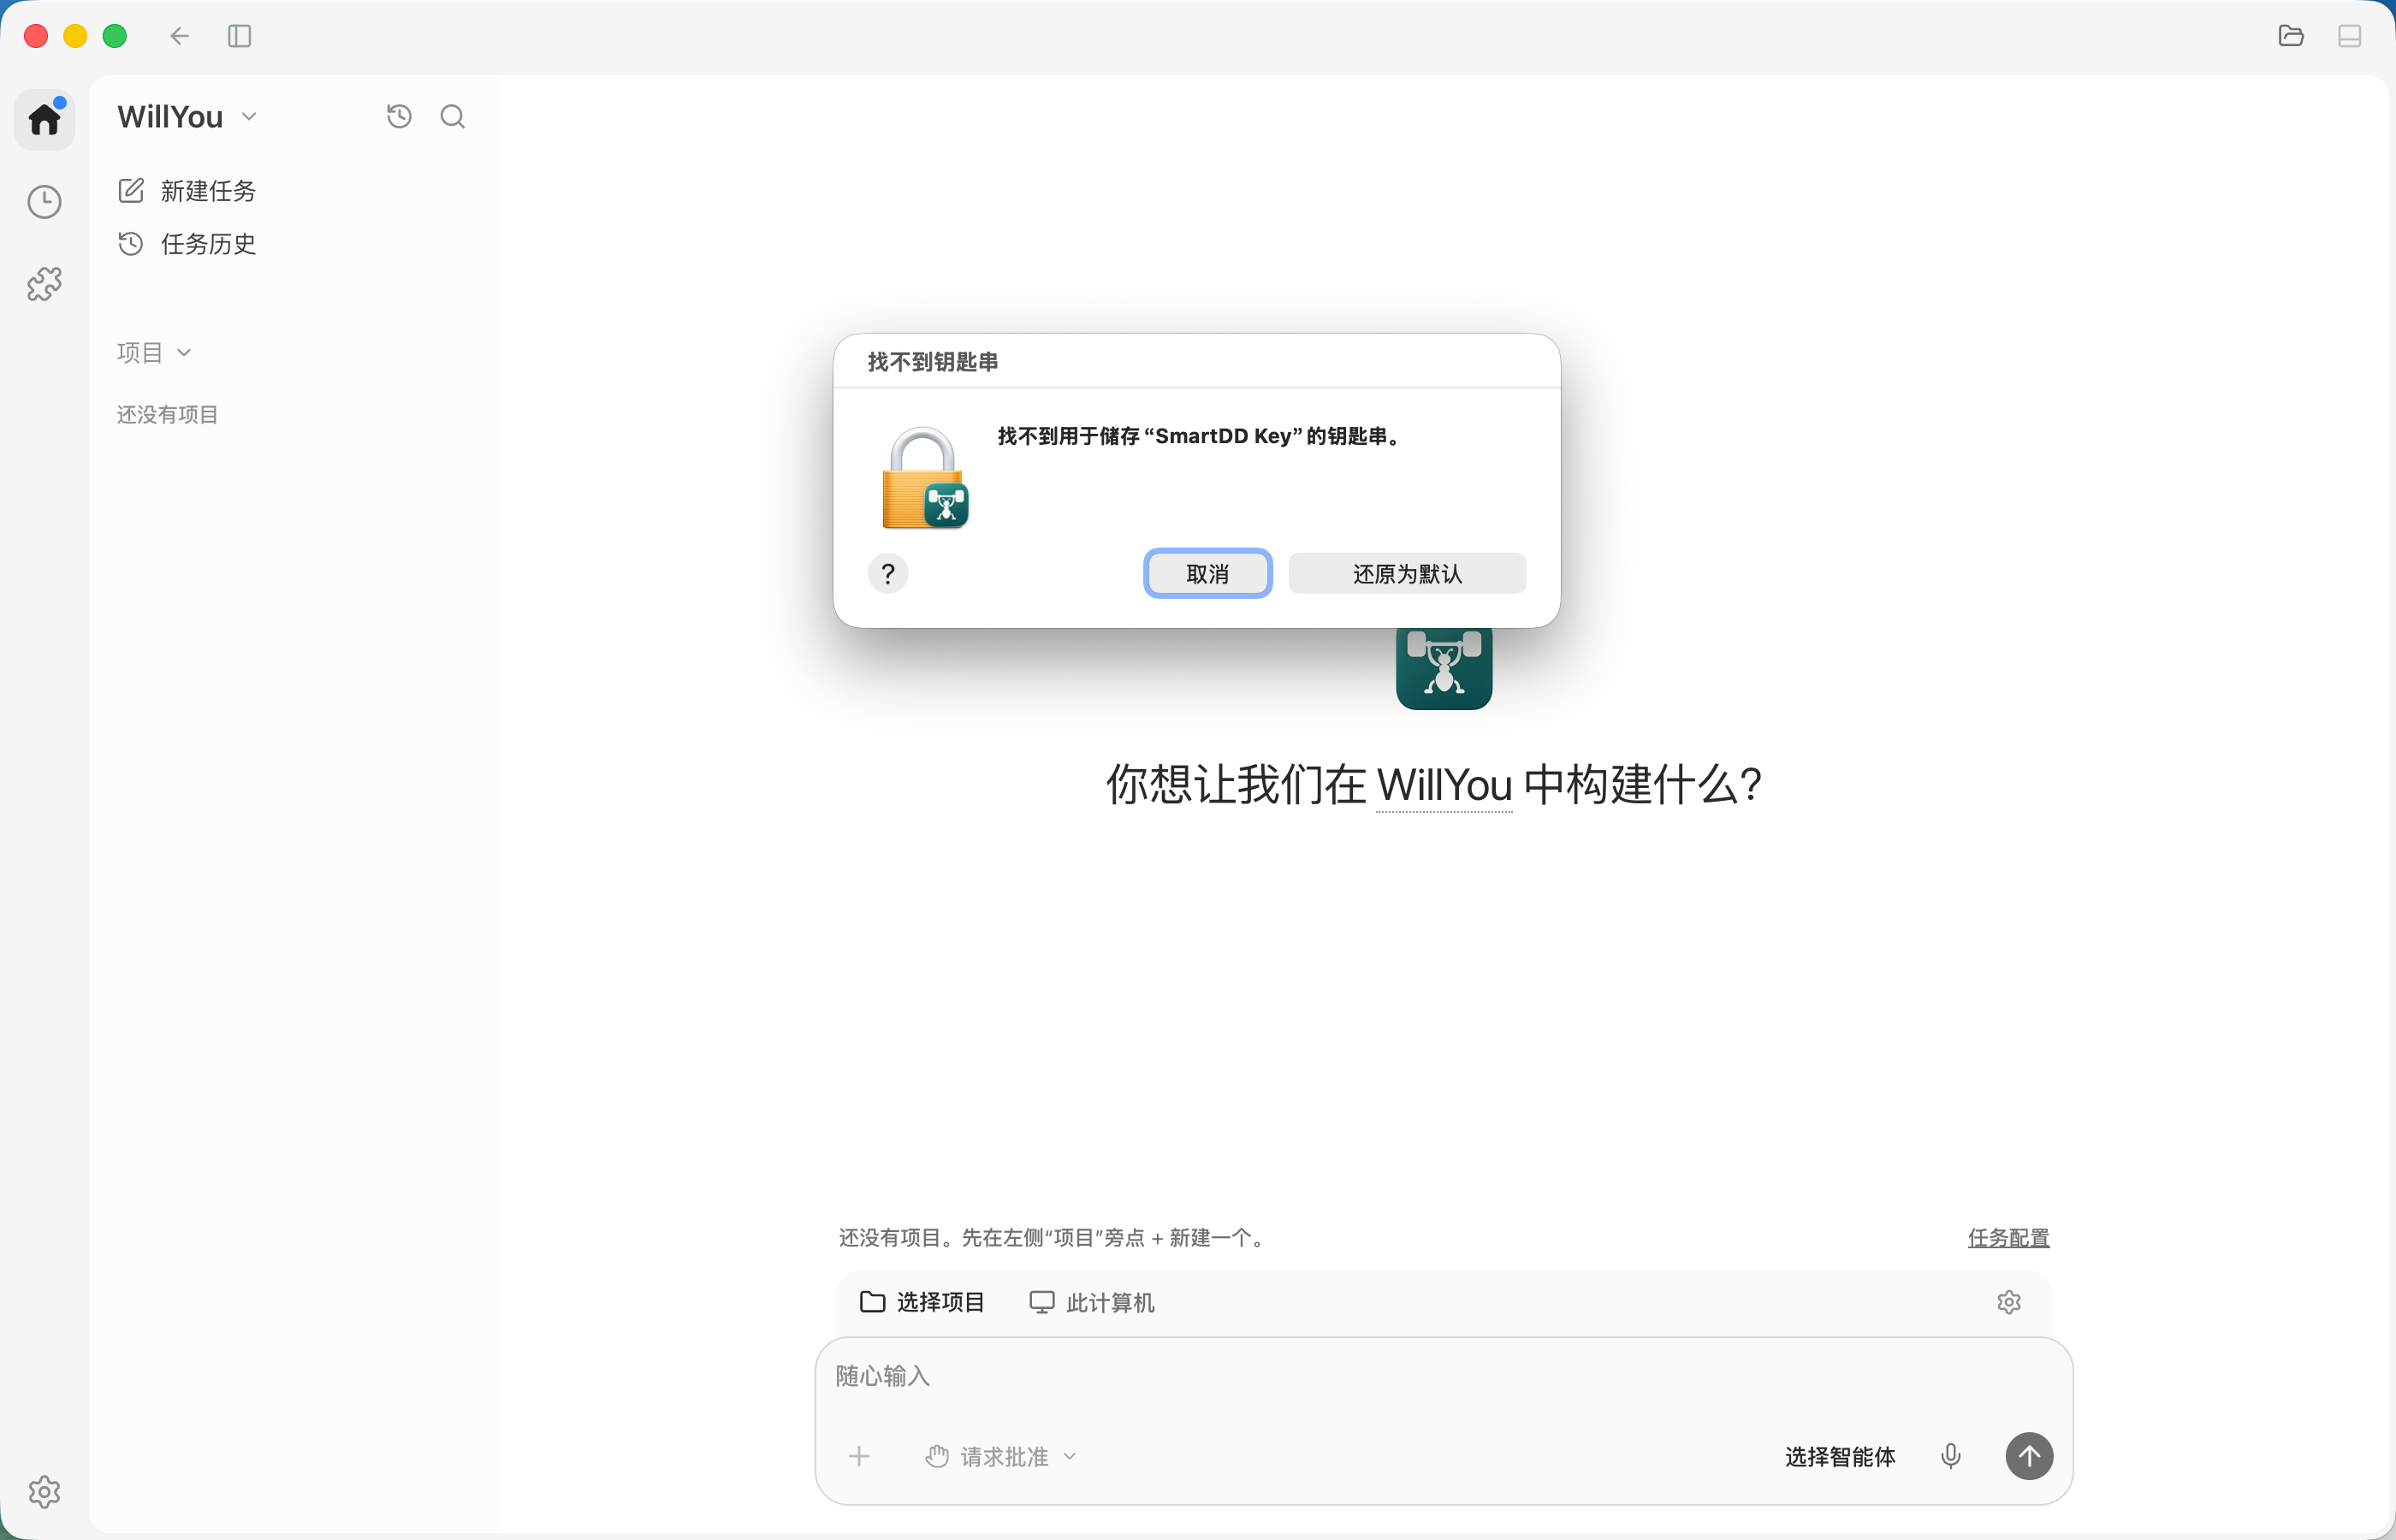 WillYou
新建任务
任务历史
项目
还没有项目
找不到钥匙串
找不到用于储存“SmartDD Key”的钥匙串。
?
取消
还原为默认
你想让我们在 WillYou 中构建什么?
还没有项目。先在左侧“项目”旁点 + 新建一个。
任务配置
选择项目
此计算机
随心输入
请求批准
选择智能体